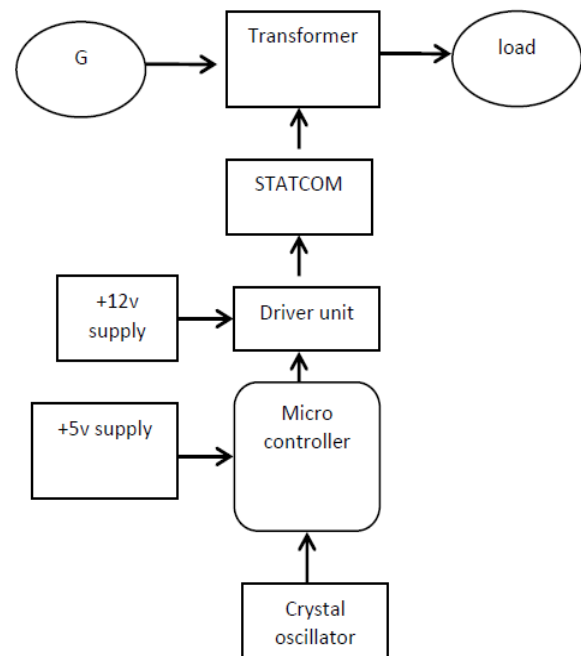 G
Transformer
load
STATCOM
+12v
supply
Driver unit
+5v supply
Micro
controller
Crystal
oscillator